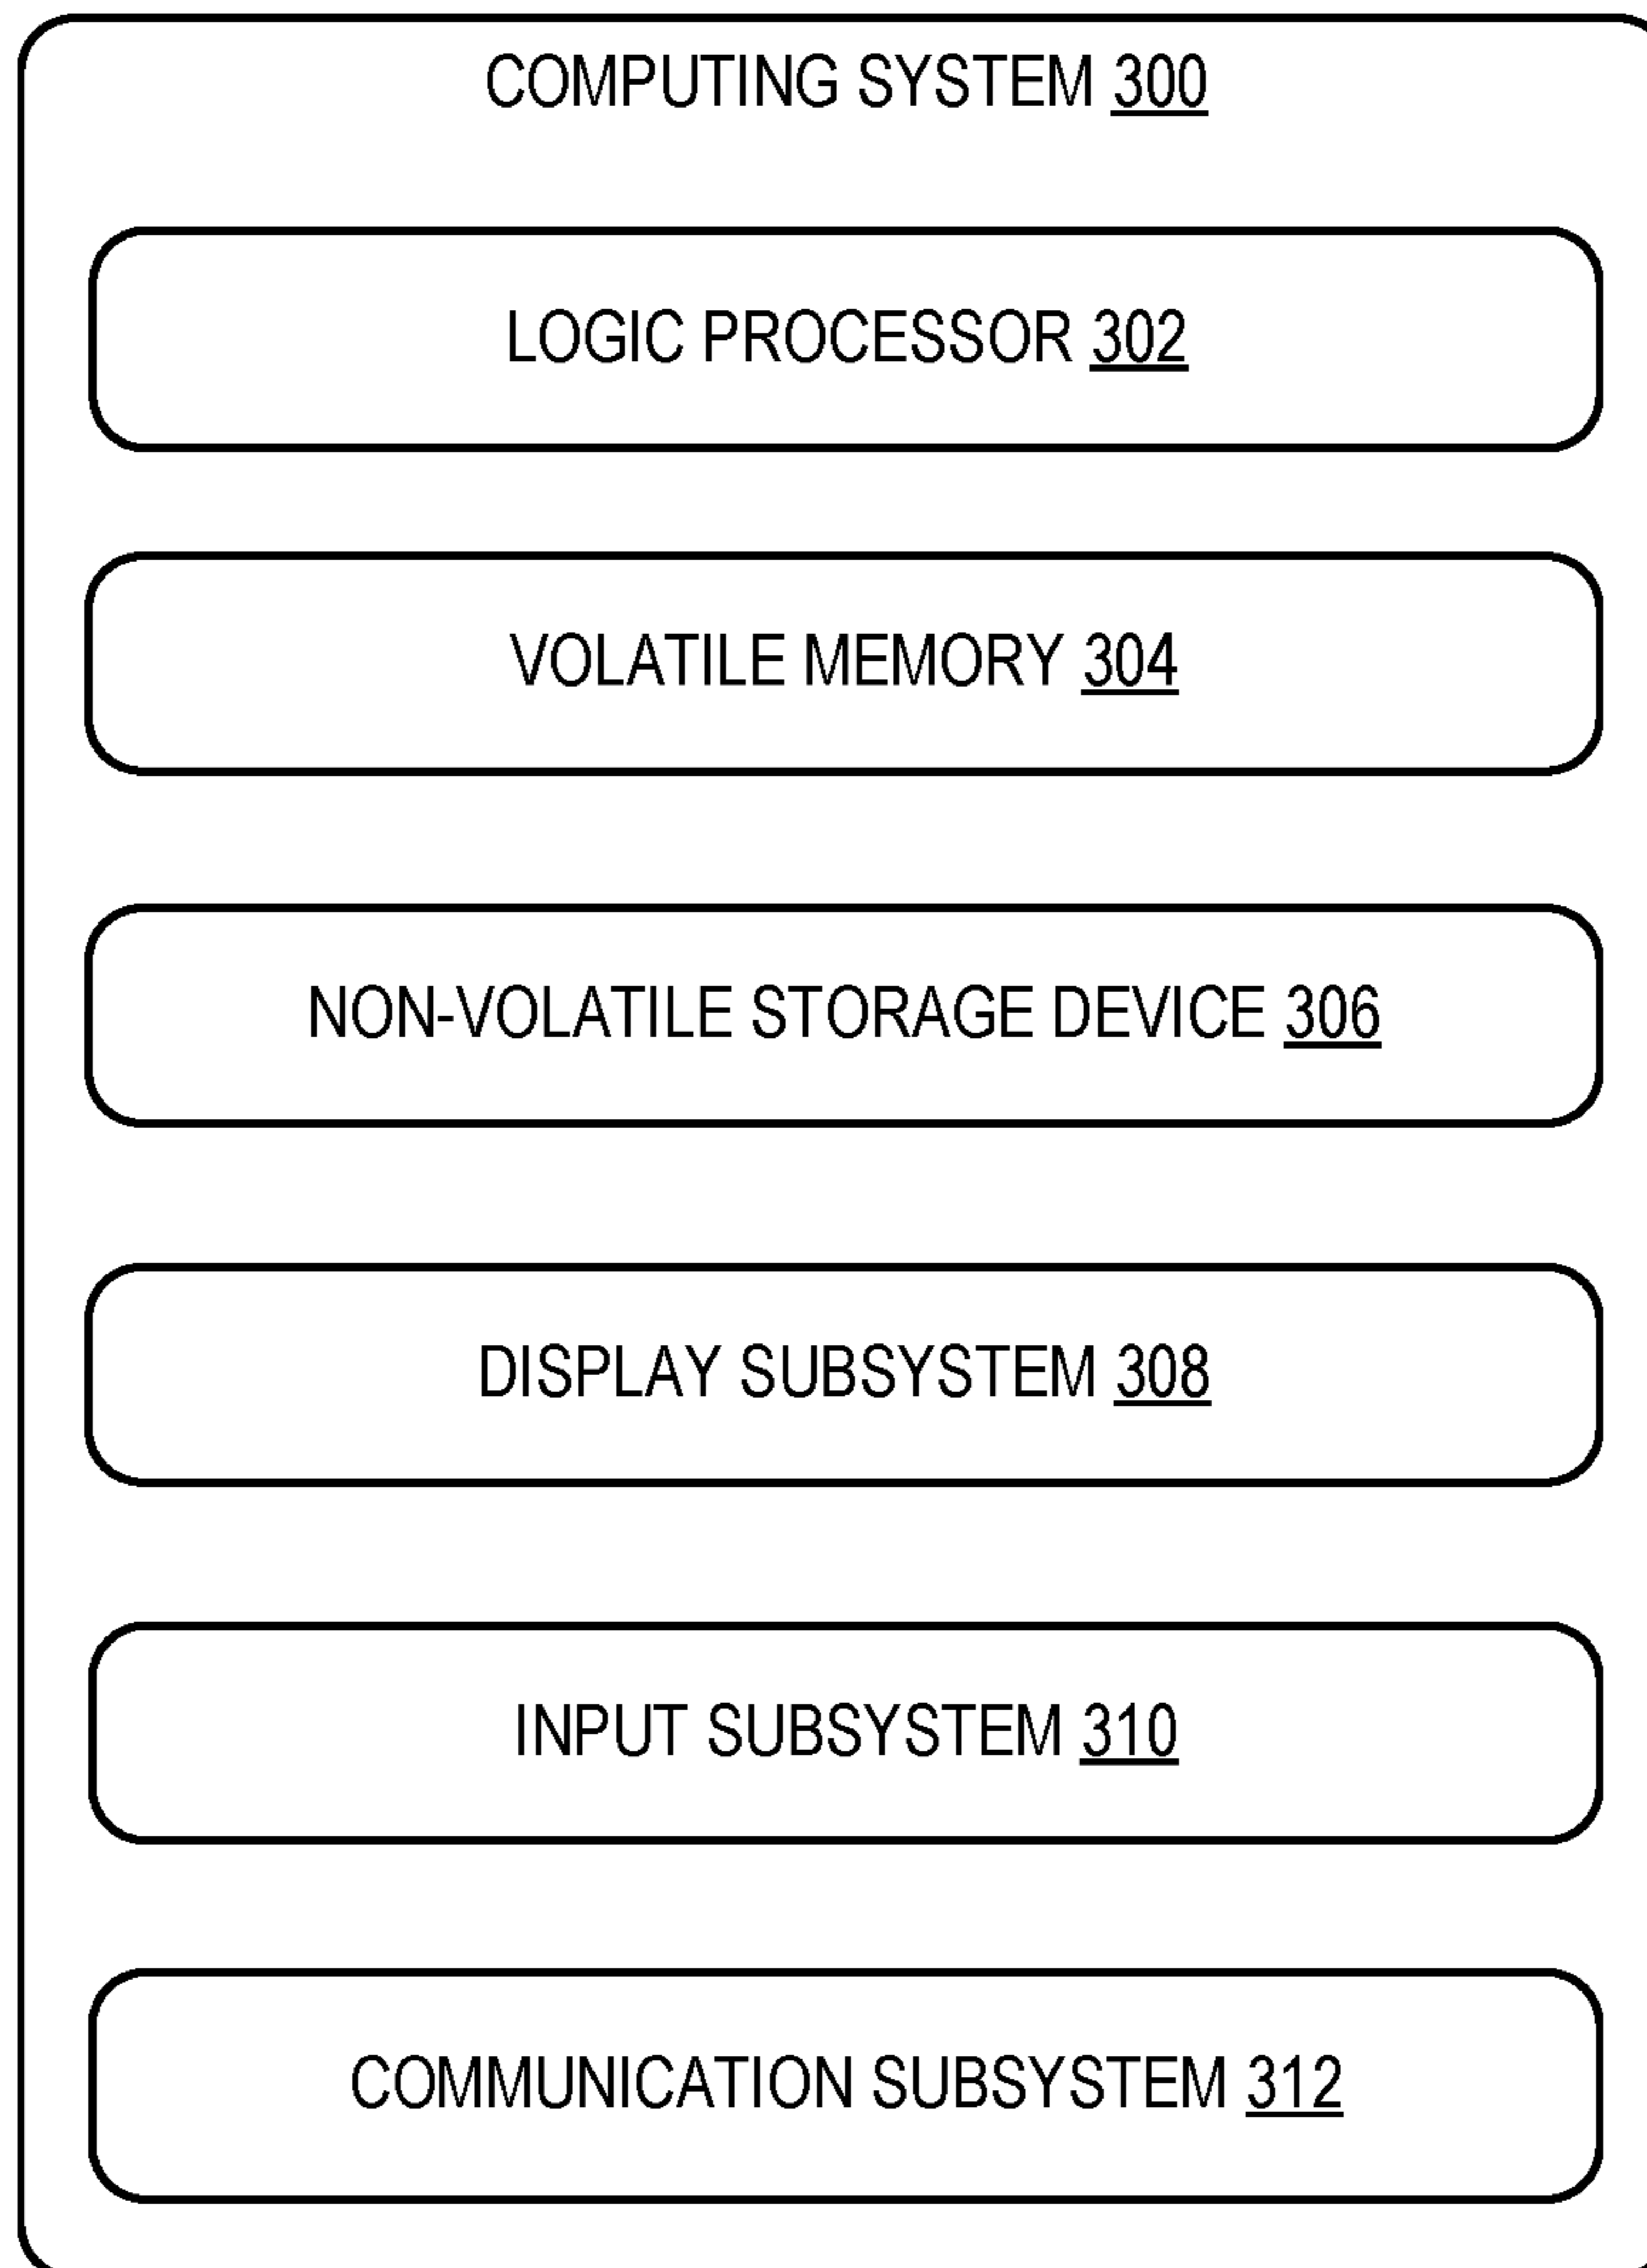 COMPUTING SYSTEM 300
LOGIC PROCESSOR 302
VOLATILE MEMORY 304
NON-VOLATILE STORAGE DEVICE 306
DISPLAY SUBSYSTEM 308
INPUT SUBSYSTEM 310
COMMUNICATION SUBSYSTEM 312